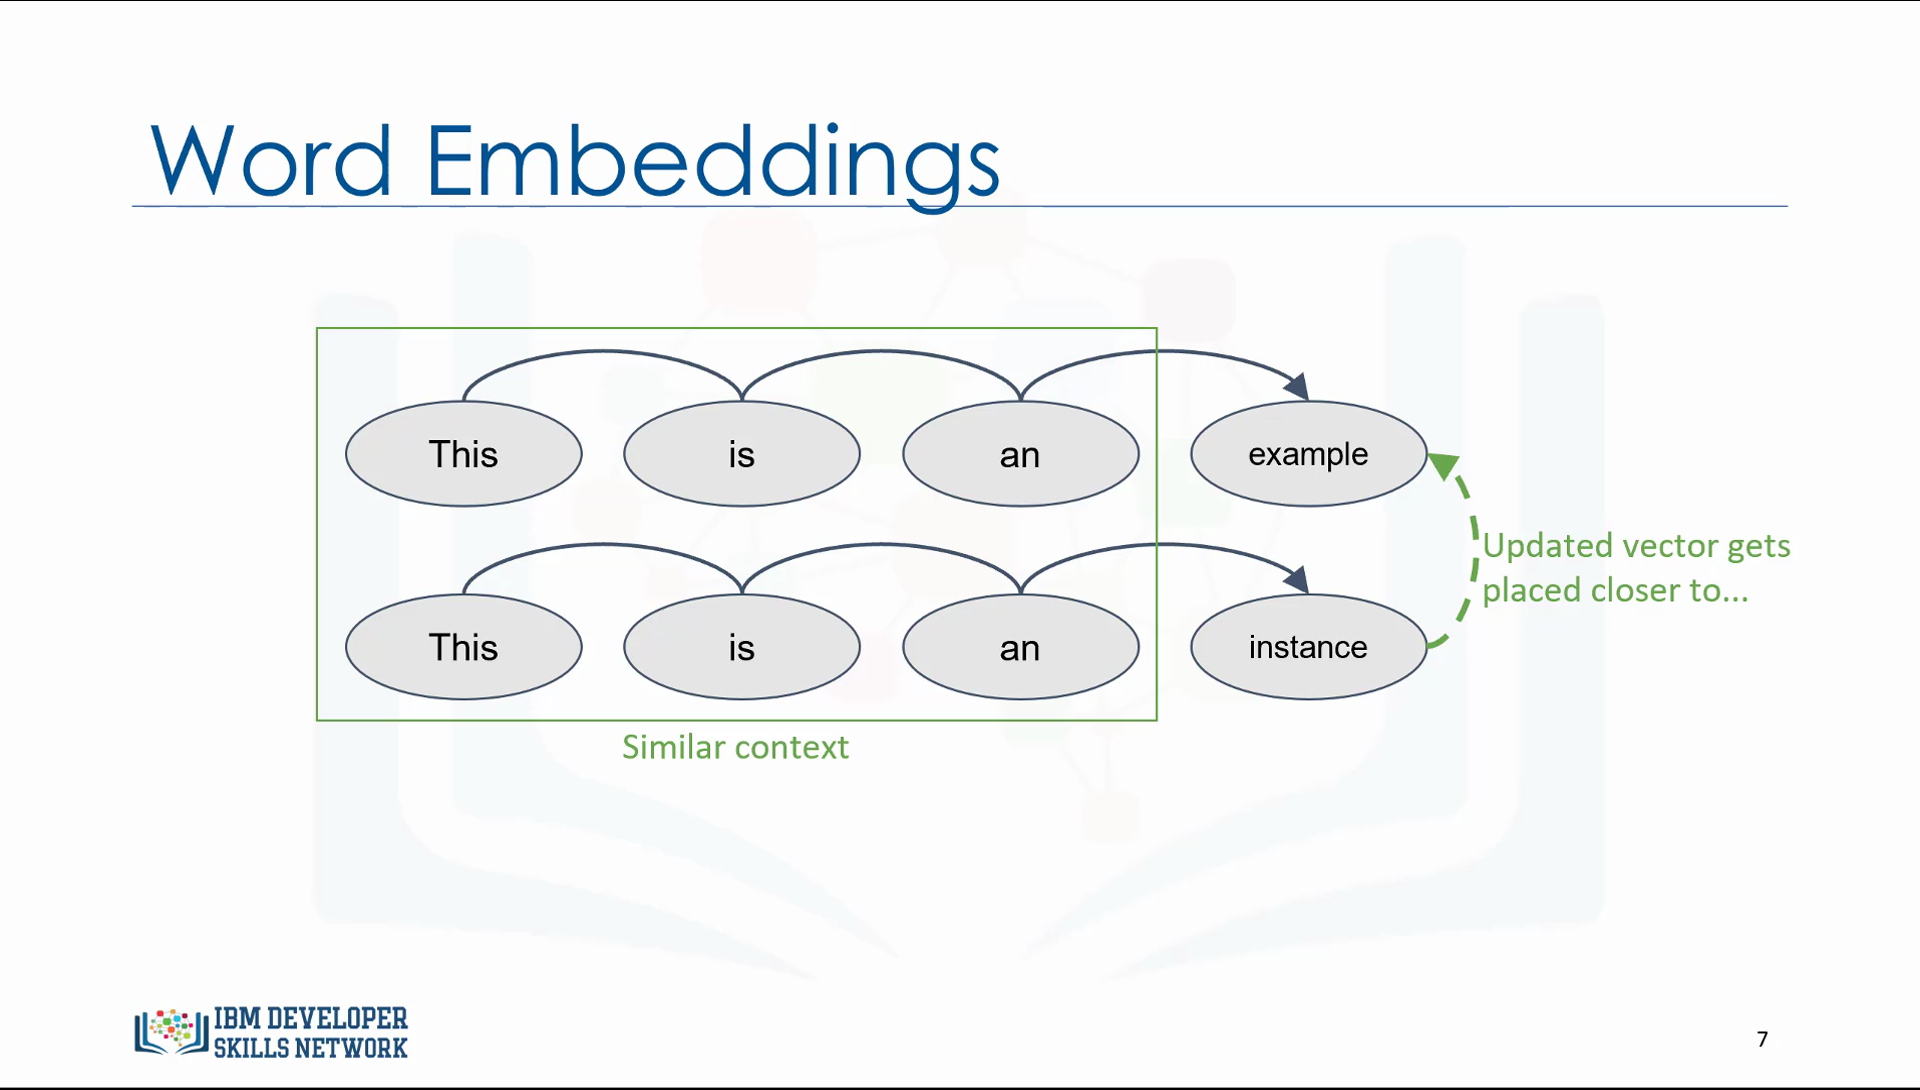 Word Embeddings
This is an example
Updated vector gets
placed closer to...
This is an instance
Similar context
IBM DEVELOPER
SKILLS NETWORK
7